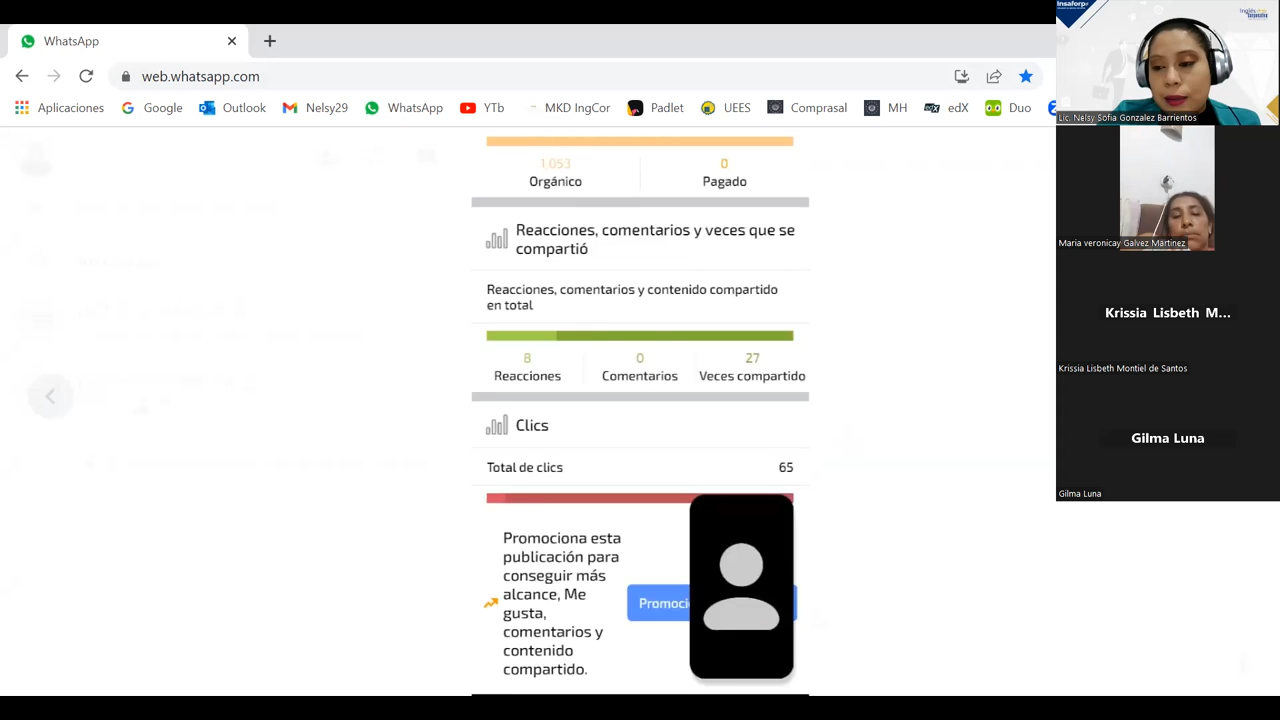 WhatsApp
web.whatsapp.com
Aplicaciones
Google
Outlook
Nelsy29
WhatsApp
YTb
MKD IngCor
Padlet
UEES
Comprasal
MH
edX
Duo
1,053
0
Orgánico
Pagado
Reacciones, comentarios y veces que se
compartió
Reacciones, comentarios y contenido compartido
en total
8
0
27
Reacciones
Comentarios
Veces compartido
Clics
Total de clics
65
Promociona esta
publicación para
conseguir más
alcance, Me
gusta,
comentarios y
contenido
compartido.
Promoci
Insaforp
Lic. Nelsy Sofia Gonzalez Barrientos
Maria veronicay Galvez Martinez
Krissia Lisbeth M...
Krissia Lisbeth Montiel de Santos
Gilma Luna
Gilma Luna